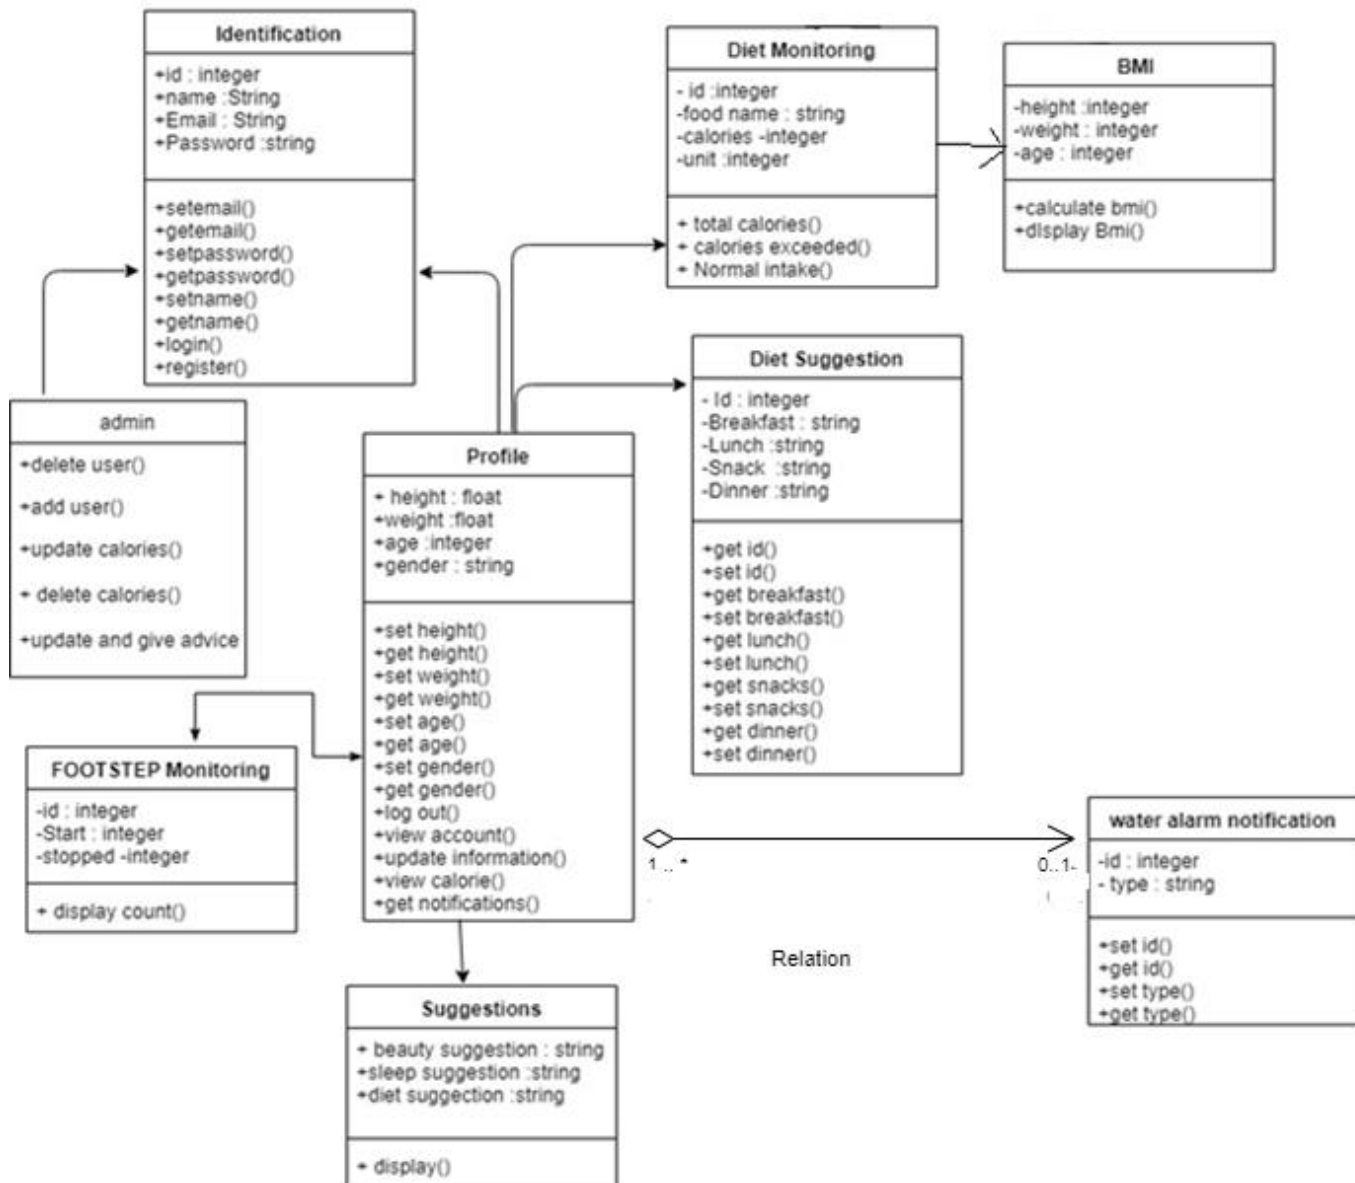 Identification
+id : integer
+name :String
+Email : String
+Password :string
+setemail()
+getemail()
+setpassword()
+getpassword()
+setname()
+getname()
+login()
+register()
Diet Monitoring
- id :integer
-food name : string
-calories -integer
-unit :integer
+ total calories()
+ calories exceeded()
+ Normal intake()
BMI
-height :integer
-weight : integer
-age : integer
+calculate bmi()
+dIsplay Bmi()
Diet Suggestion
- Id : integer
-Breakfast : string
-Lunch :string
-Snack :string
-Dinner :string
+get id()
+set id()
+get breakfast()
+set breakfast()
+get lunch()
+set lunch()
+get snacks()
+set snacks()
+get dinner()
+set dinner()
admin
+delete user()
+add user()
+update calories()
+ delete calories()
+update and give advice
Profile
+ height : float
+weight :float
+age :integer
+gender : string
+set height()
+get height()
+set weight()
+get weight()
+set age()
+get age()
+set gender()
+get gender()
+log out()
+view account()
+update information()
+view calorie()
+get notifications()
FOOTSTEP Monitoring
-id : integer
-Start : integer
-stopped -integer
+ display count()
1 .. *
0..1-
Relation
water alarm notification
-id : integer
- type : string
+set id()
+get id()
+set type()
+get type()
Suggestions
+ beauty suggestion : string
+sleep suggestion :string
+diet suggection :string
+ display()